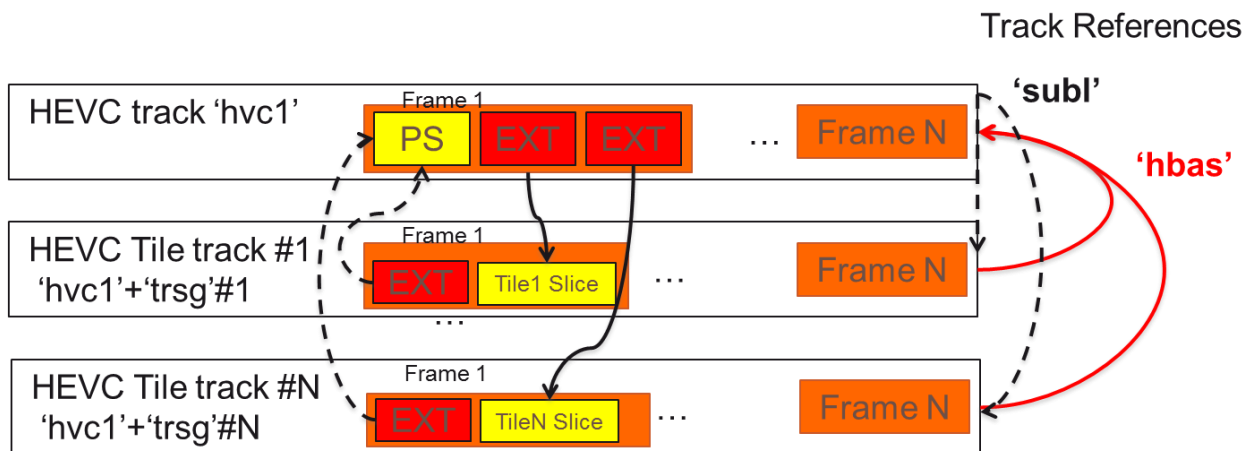 Track References
HEVC track ‘hvc1’
Frame 1
PS EXT EXT … Frame N
‘subl’
‘hbas’
HEVC Tile track #1
‘hvc1’+‘trsg’#1
Frame 1
EXT Tile1 Slice … Frame N
…
HEVC Tile track #N
‘hvc1’+‘trsg’#N
Frame 1
EXT TileN Slice … Frame N